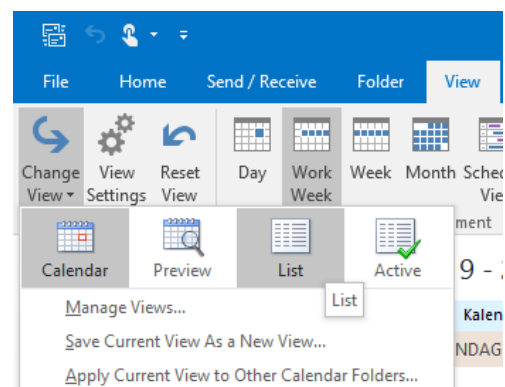 File Home Send / Receive Folder View
Change View Reset Day Work Week Month Sched
View Settings View Week Vie
Calendar Preview List Active ment
9 -
Manage Views... List Kalen
Save Current View As a New View... NDAG
Apply Current View to Other Calendar Folders...